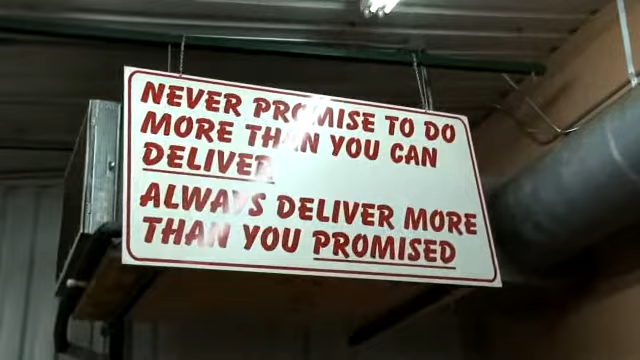 NEVER PROMISE TO DO
MORE THAN YOU CAN
DELIVER
ALWAYS DELIVER MORE
THAN YOU PROMISED